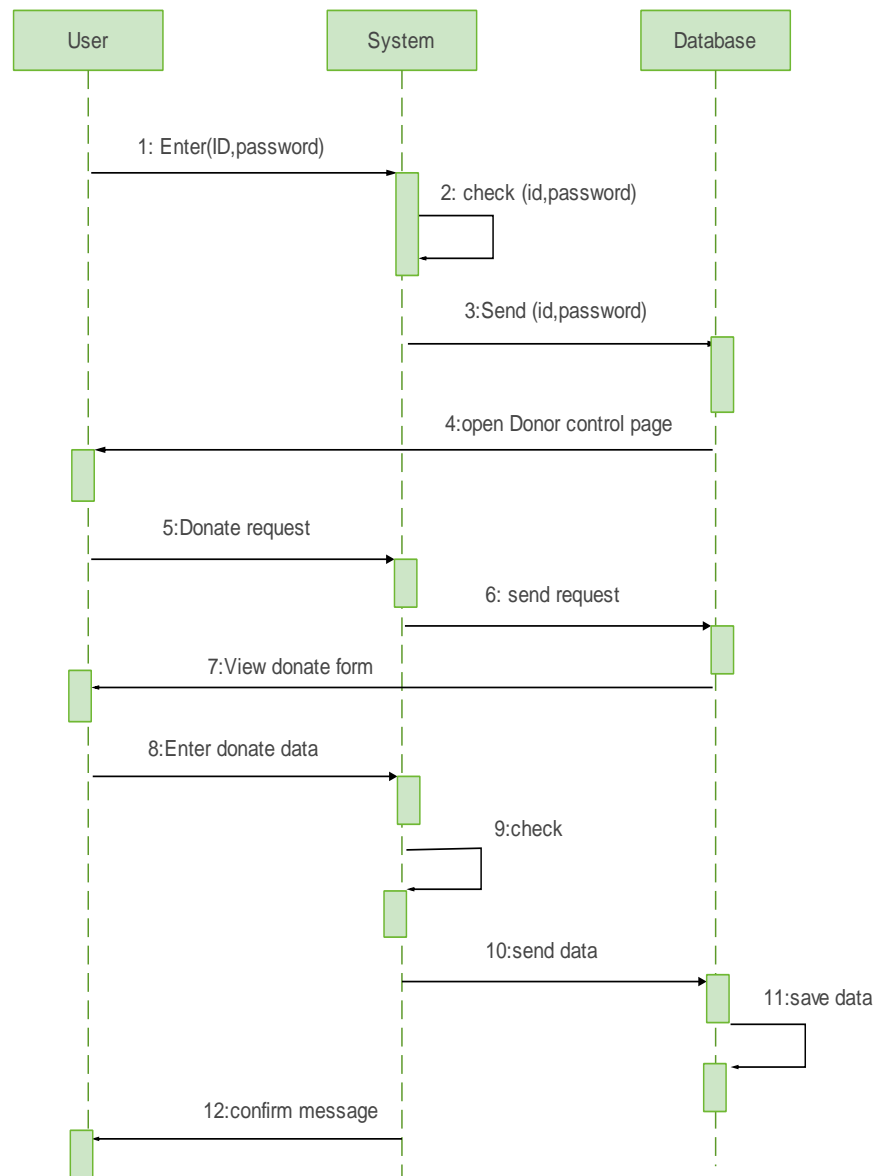 User
System
Database
1: Enter(ID,password)
2: check (id,password)
3:Send (id,password)
4:open Donor control page
5:Donate request
6: send request
7:View donate form
8:Enter donate data
9:check
10:send data
11:save data
12:confirm message